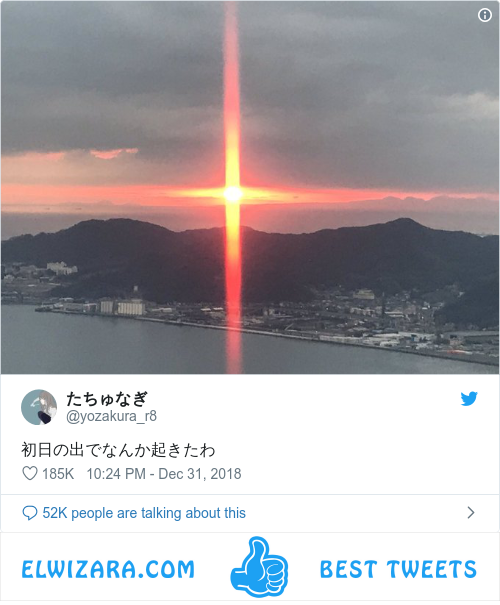 たちゅなぎ
@yozakura_r8
初日の出でなんか起きたわ
185K 10:24 PM - Dec 31, 2018
52K people are talking about this
ELWIZARA.COM BEST TWEETS